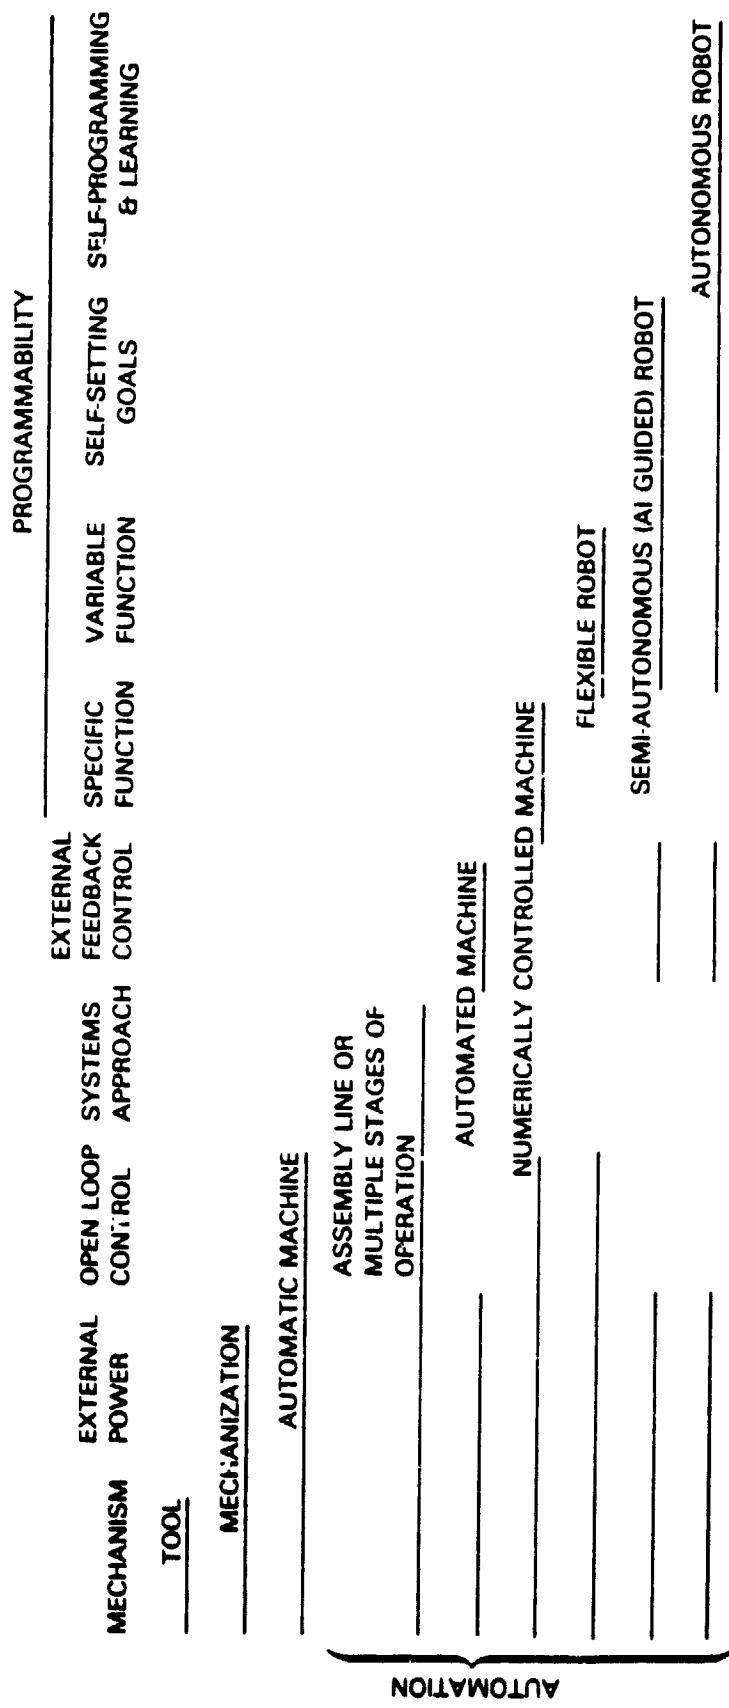 PROGRAMMABILITY
MECHANISM
EXTERNAL
POWER
OPEN LOOP
CONTROL
SYSTEMS
APPROACH
EXTERNAL
FEEDBACK
CONTROL
SPECIFIC
FUNCTION
VARIABLE
FUNCTION
SELF-SETTING
GOALS
SELF-PROGRAMMING
& LEARNING
TOOL
MECHANIZATION
AUTOMATIC MACHINE
ASSEMBLY LINE OR
MULTIPLE STAGES OF
OPERATION
AUTOMATED MACHINE
NUMERICALLY CONTROLLED MACHINE
FLEXIBLE ROBOT
SEMI-AUTONOMOUS (AI GUIDED) ROBOT
AUTONOMOUS ROBOT
AUTOMATION